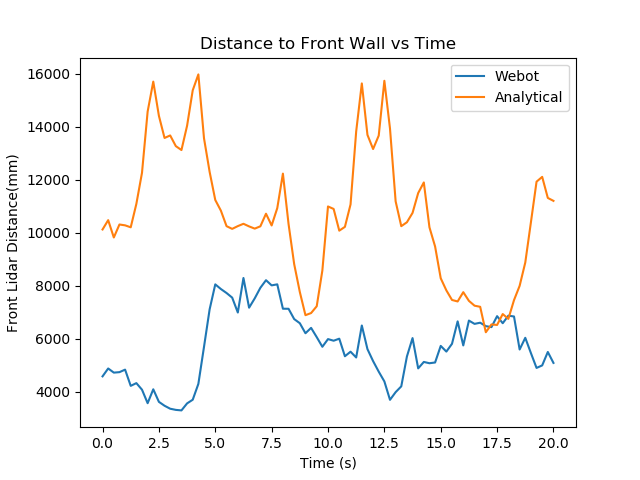 Distance to Front Wall vs Time
Webot
Analytical
16000
14000
12000
10000
8000
6000
4000
Front Lidar Distance(mm)
0.0 2.5 5.0 7.5 10.0 12.5 15.0 17.5 20.0
Time (s)